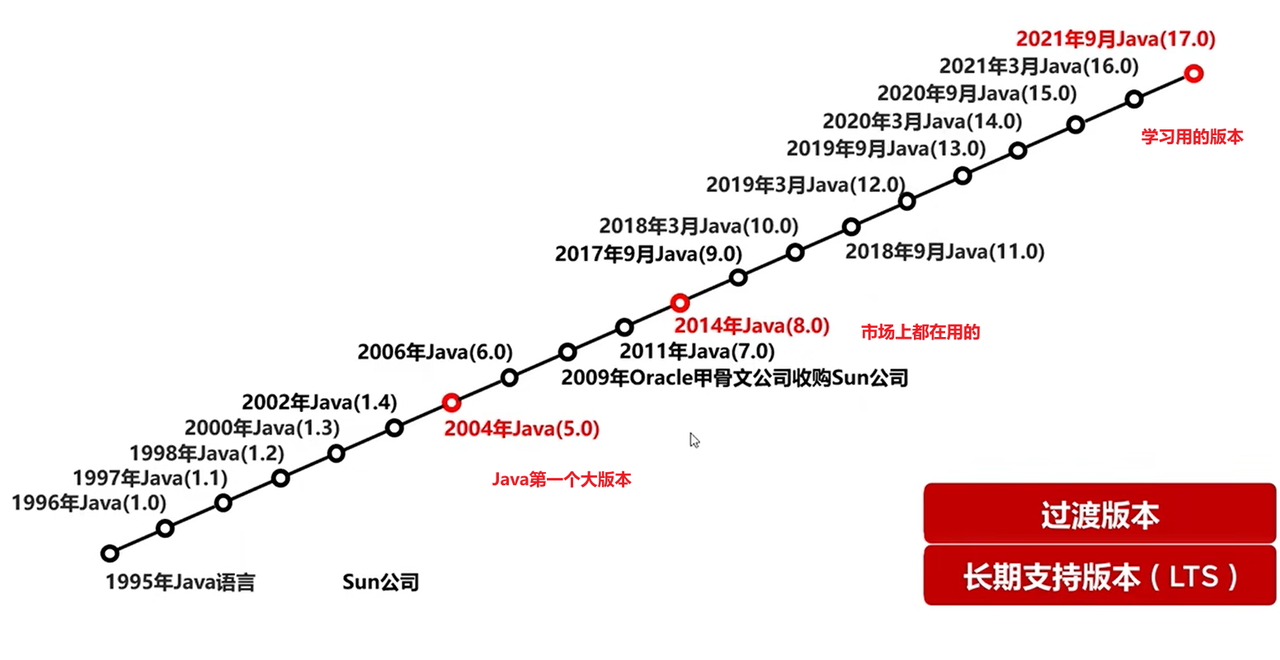 2021年9月Java(17.0)
2021年3月Java(16.0)
2020年9月Java(15.0)
2020年3月Java(14.0)
学习用的版本
2019年9月Java(13.0)
2019年3月Java(12.0)
2018年3月Java(10.0)
2018年9月Java(11.0)
2017年9月Java(9.0)
2014年Java(8.0)
市场上都在用的
2006年Java(6.0)
2011年Java(7.0)
2009年Oracle甲骨文公司收购Sun公司
2002年Java(1.4)
2000年Java(1.3)
2004年Java(5.0)
1998年Java(1.2)
1997年Java(1.1)
Java第一个大版本
1996年Java(1.0)
过渡版本
长期支持版本（LTS）
1995年Java语言
Sun公司